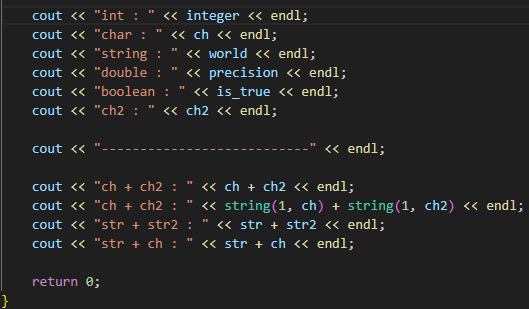 cout << "int : " << integer << endl;
cout << "char : " << ch << endl;
cout << "string : " << world << endl;
cout << "double : " << precision << endl;
cout << "boolean : " << is_true << endl;
cout << "ch2 : " << ch2 << endl;
cout << "--------------------------" << endl;
cout << "ch + ch2 : " << ch + ch2 << endl;
cout << "ch + ch2 : " << string(1, ch) + string(1, ch2) << endl;
cout << "str + str2 : " << str + str2 << endl;
cout << "str + ch : " << str + ch << endl;
return 0;
}